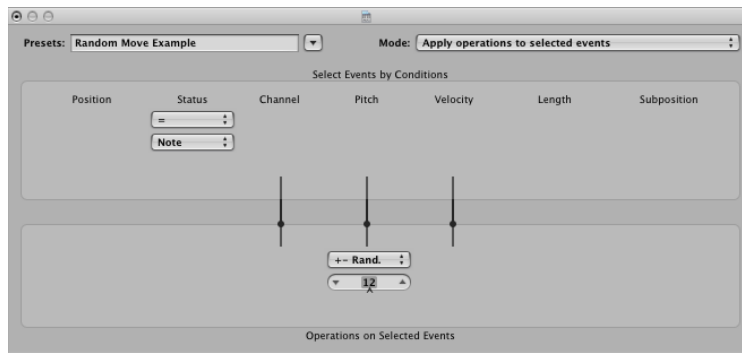 Presets: Random Move Example Mode: Apply operations to selected events
Select Events by Conditions
Position Status Channel Pitch Velocity Length Subposition
=
Note
+- Rand.
12
Operations on Selected Events